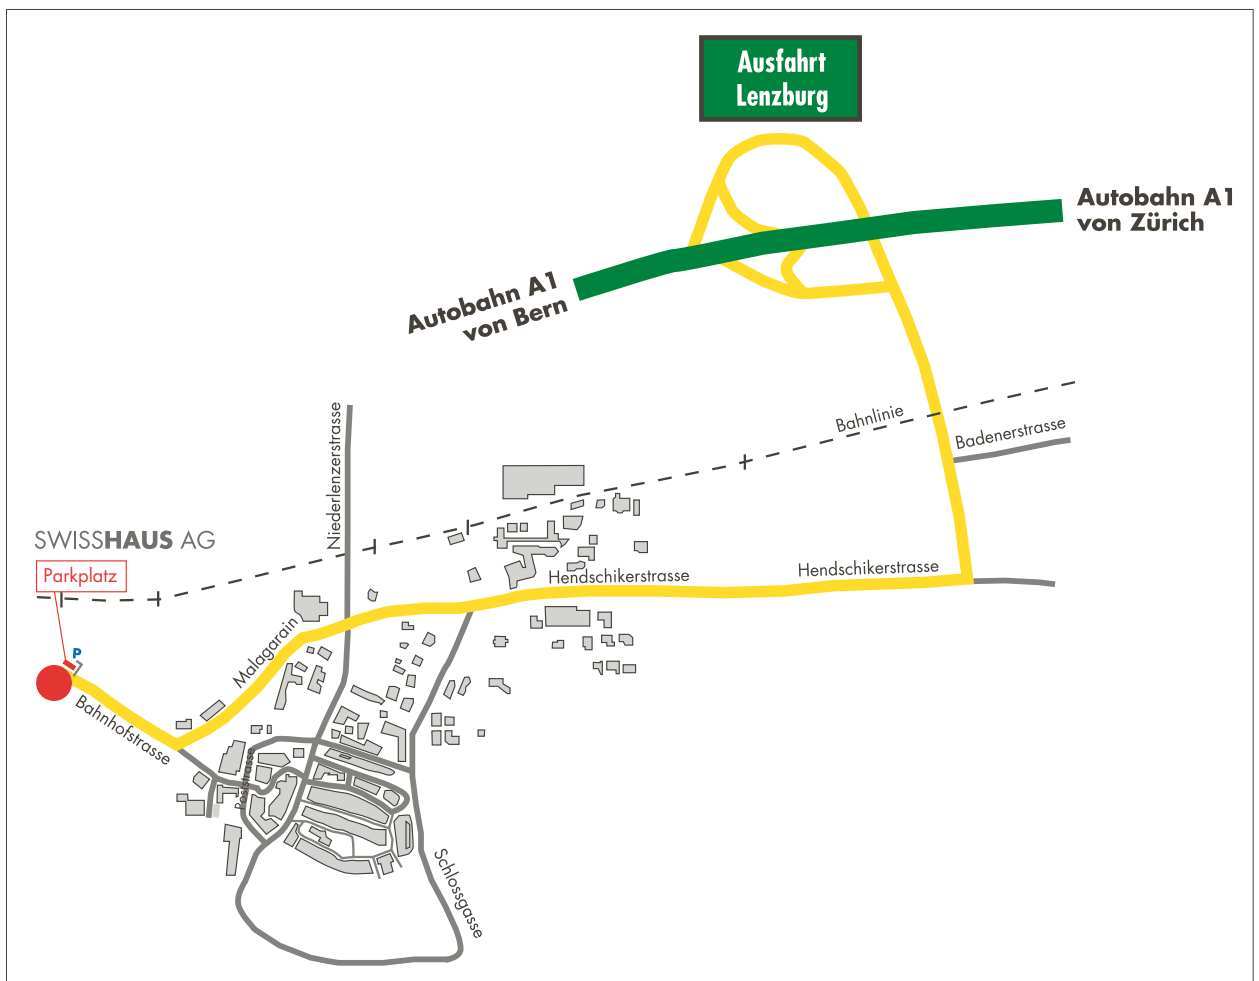 Ausfahrt
Lenzburg
Autobahn A1
von Zürich
Autobahn A1
von Bern
Bahnlinie
Badenerstrasse
Niederlenzerstrasse
SWISSHAUS AG
Parkplatz
Hendschikerstrasse
Hendschikerstrasse
Malagarain
P
Bahnhofstrasse
Poststrasse
Schlossgasse